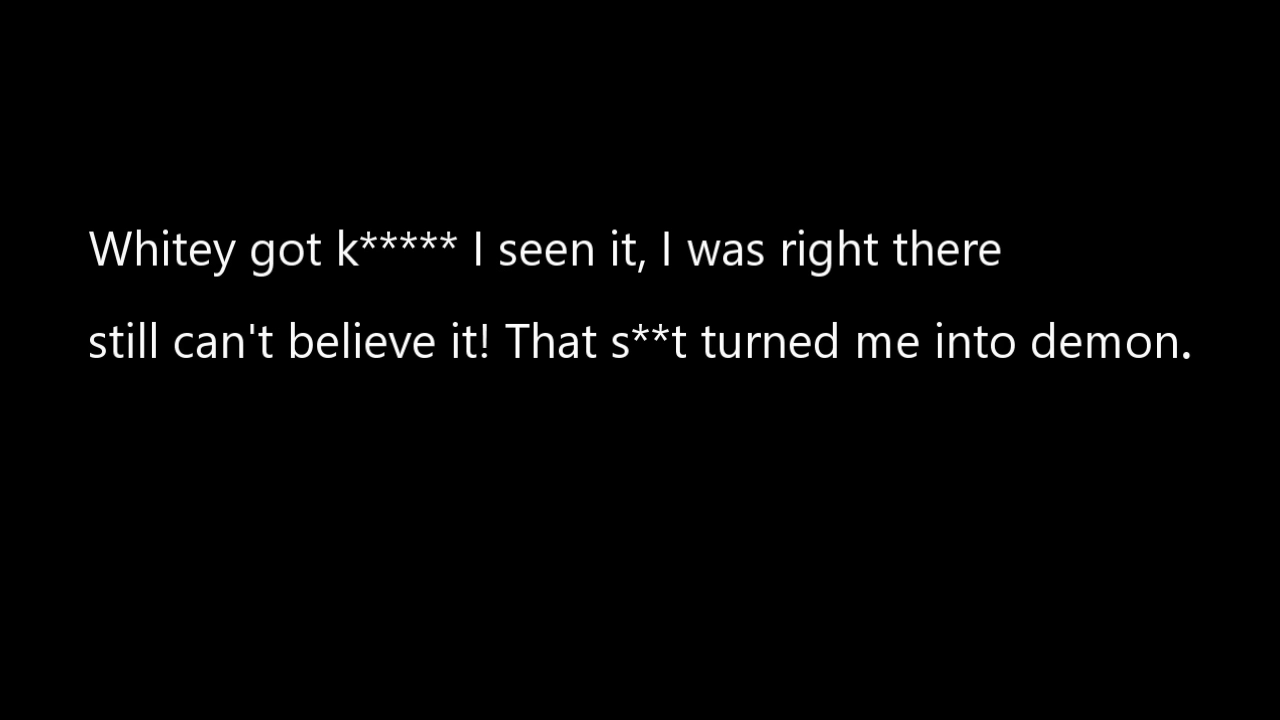 Whitey got k***** I seen it, I was right there
still can't believe it! That s**t turned me into demon.